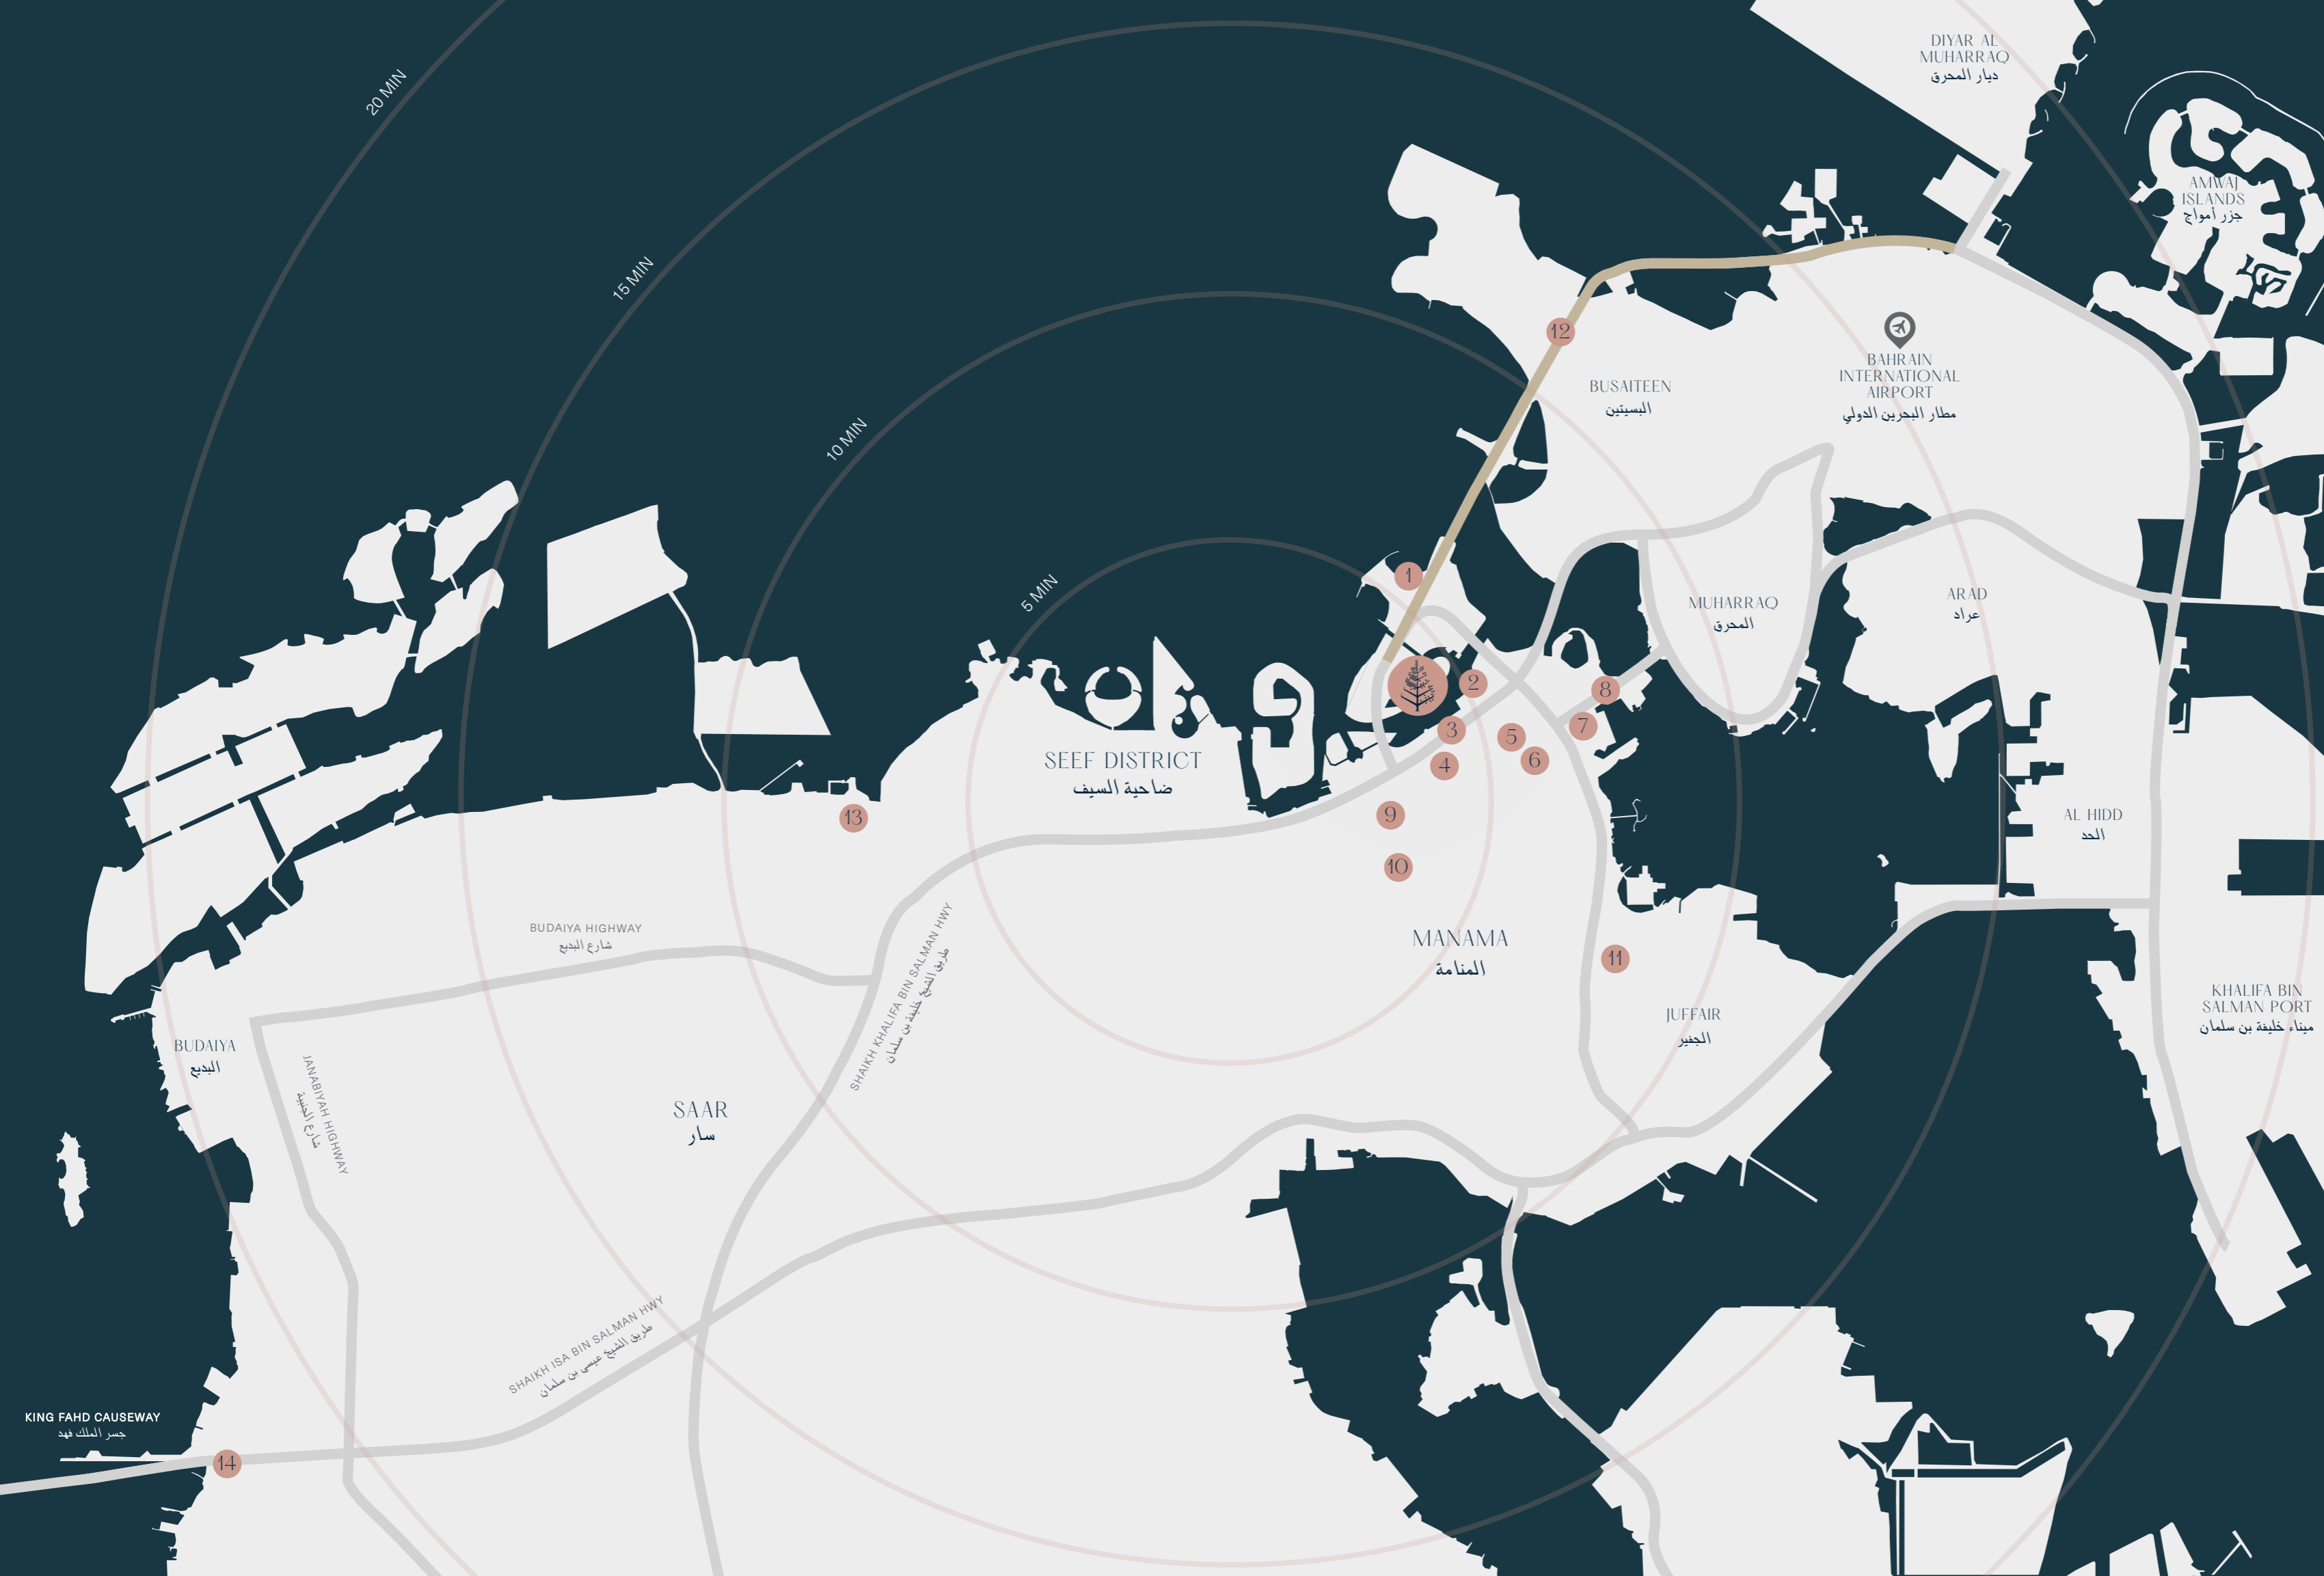 DIYAR AL
MUHARRAQ
ديار المحرق
20 MIN
AMWAJ
ISLANDS
جزر أمواج
15 MIN
12
BAHRAIN
INTERNATIONAL
AIRPORT
مطار البحرين الدولي
BUSAITEEN
البسيتين
10 MIN
5 MIN
1
MUHARRAQ
المحرق
ARAD
عراد
2
8
3
7
5
6
4
SEEF DISTRICT
ضاحية السيف
13
9
AL HIDD
الحد
10
BUDAIYA HIGHWAY
شارع البديع
SHAIKH KHALIFA BIN SALMAN HWY
طريق الشيخ خليفة بن سلمان
MANAMA
المنامة
11
KHALIFA BIN
SALMAN PORT
ميناء خليفة بن سلمان
JUFFAIR
الجفير
BUDAIYA
البديع
JANABIYAH HIGHWAY
شارع الجنبية
SAAR
سار
SHAIKH ISA BIN SALMAN HWY
طريق الشيخ عيسى بن سلمان
KING FAHD CAUSEWAY
جسر الملك فهد
14